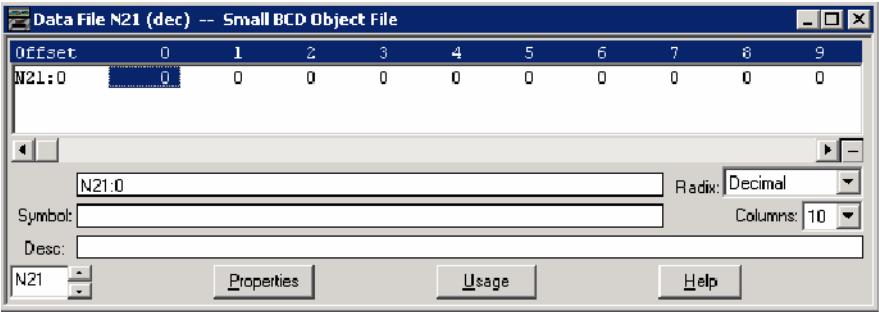 Data File N21 (dec) -- Small BCD Object File
Offset 0 1 2 3 4 5 6 7 8 9
N21:0 0 0 0 0 0 0 0 0 0 0
N21:0 Radix: Decimal
Symbol: Columns: 10
Desc:
N21 Properties Usage Help